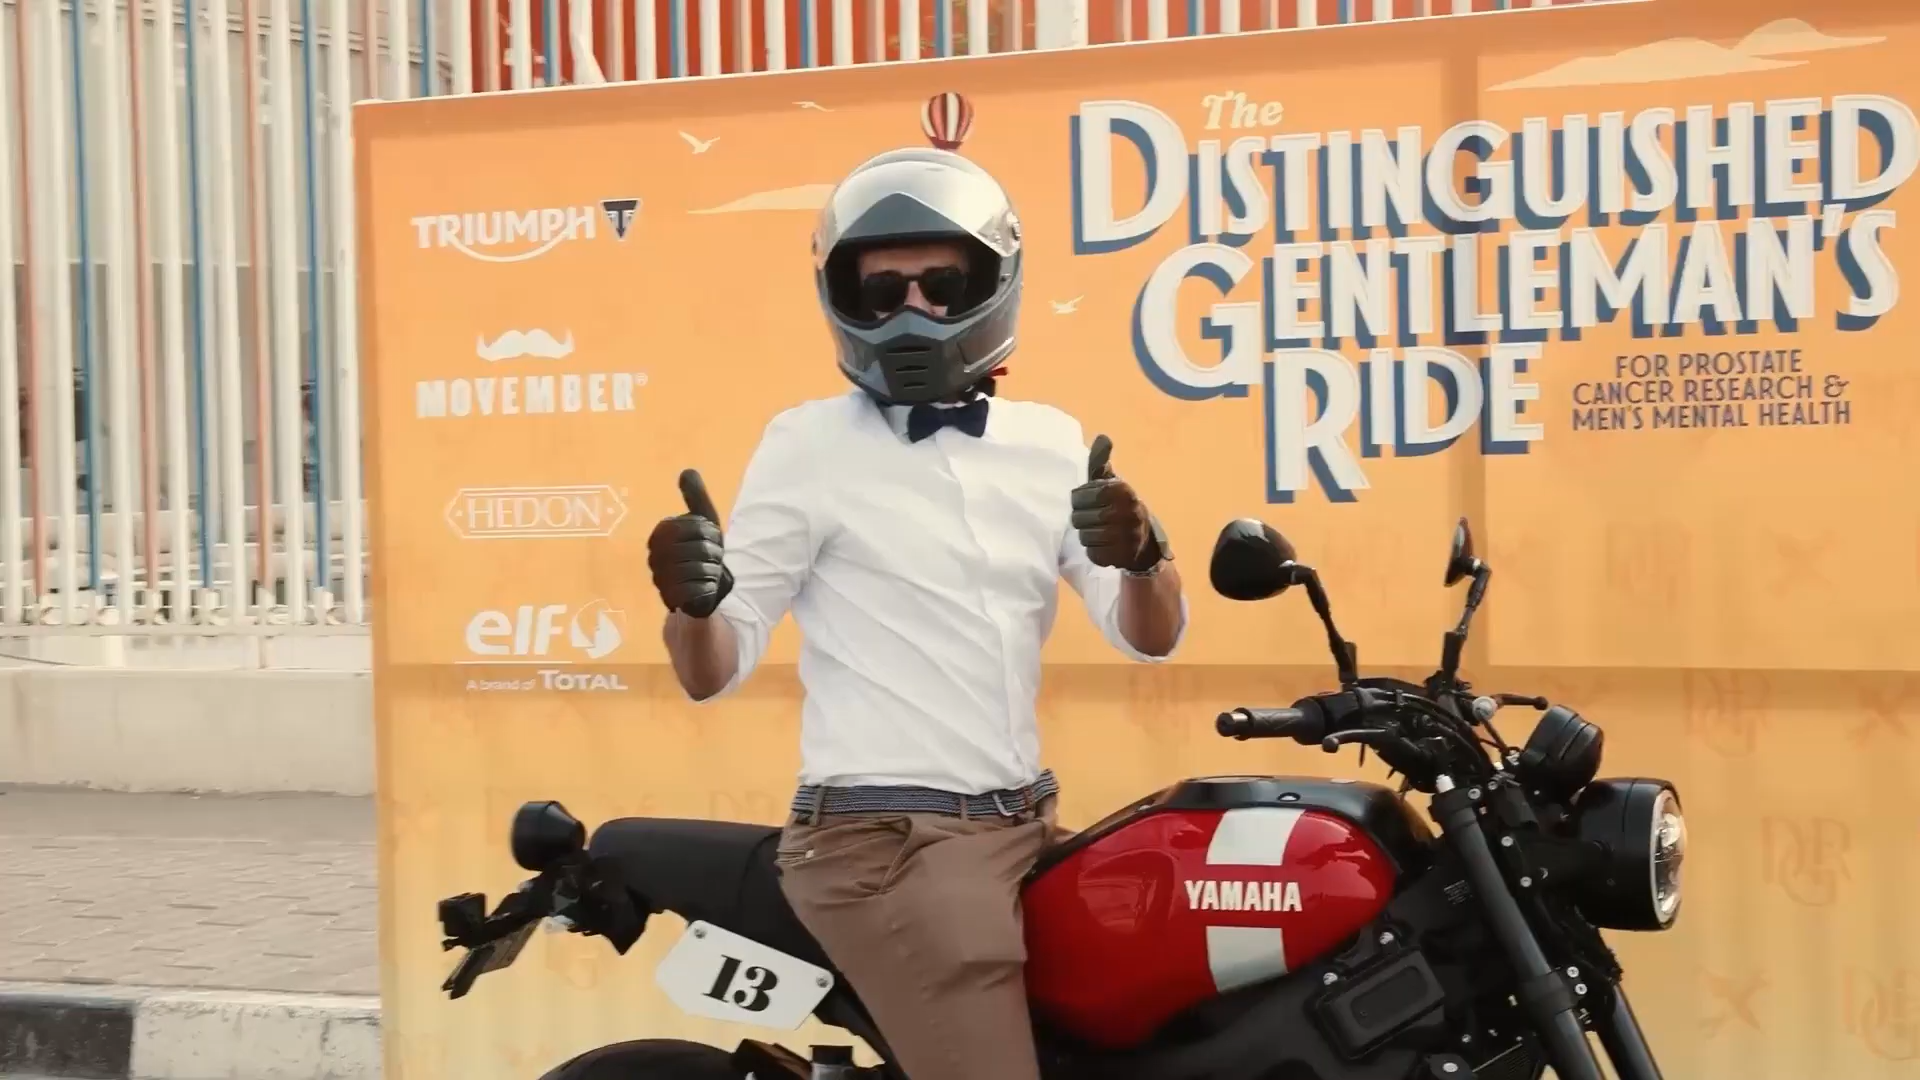 The
DISTINGUISHED
GENTLEMAN'S
RIDE
FOR PROSTATE
CANCER RESEARCH &
MEN'S MENTAL HEALTH
TRIUMPH
MOVEMBER®
HEDON
elf
A brand of TOTAL
YAMAHA
13